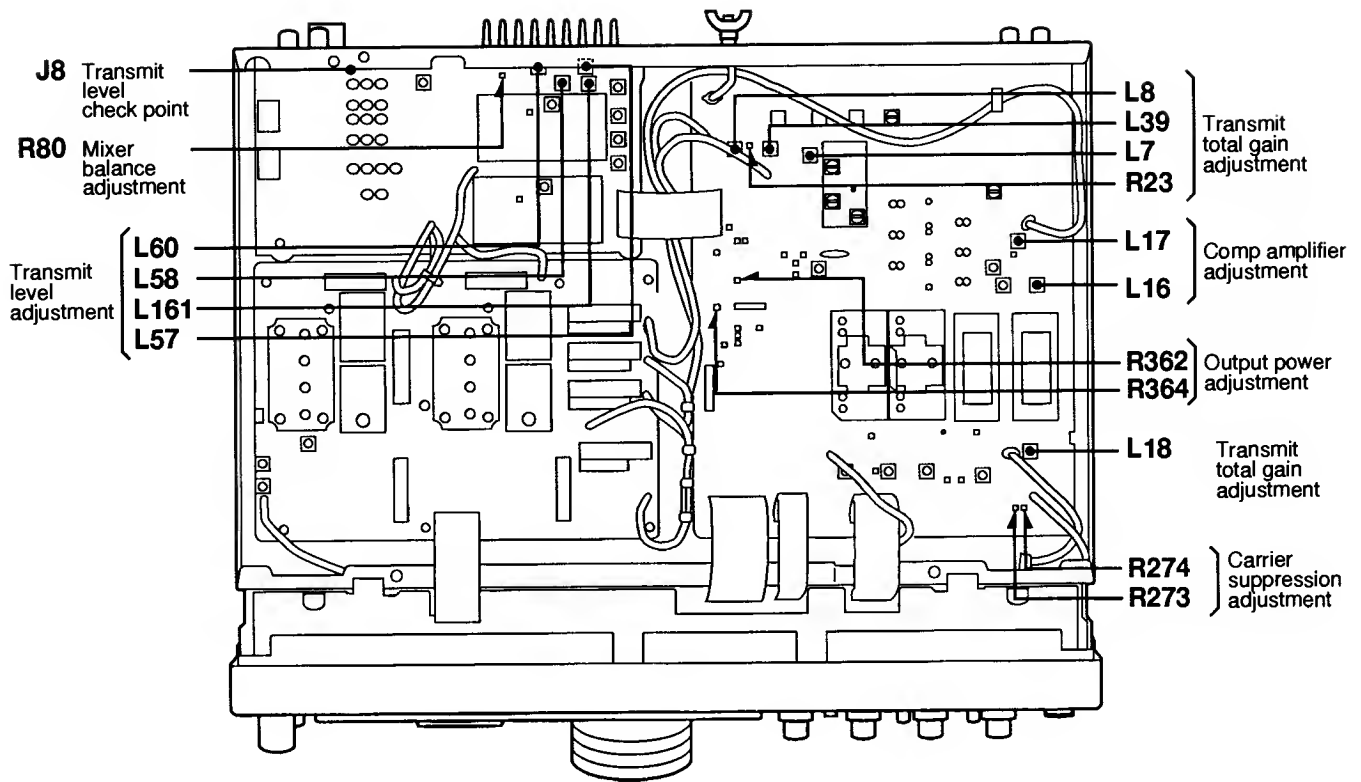 J8 Transmit
level
check point
R80 Mixer
balance
adjustment
L60
L58
L161
L57
Transmit
level
adjustment
L8
L39
L7
R23
Transmit
total gain
adjustment
L17
L16
Comp amplifier
adjustment
R362
R364
Output power
adjustment
L18 Transmit
total gain
adjustment
R274
R273
Carrier
suppression
adjustment